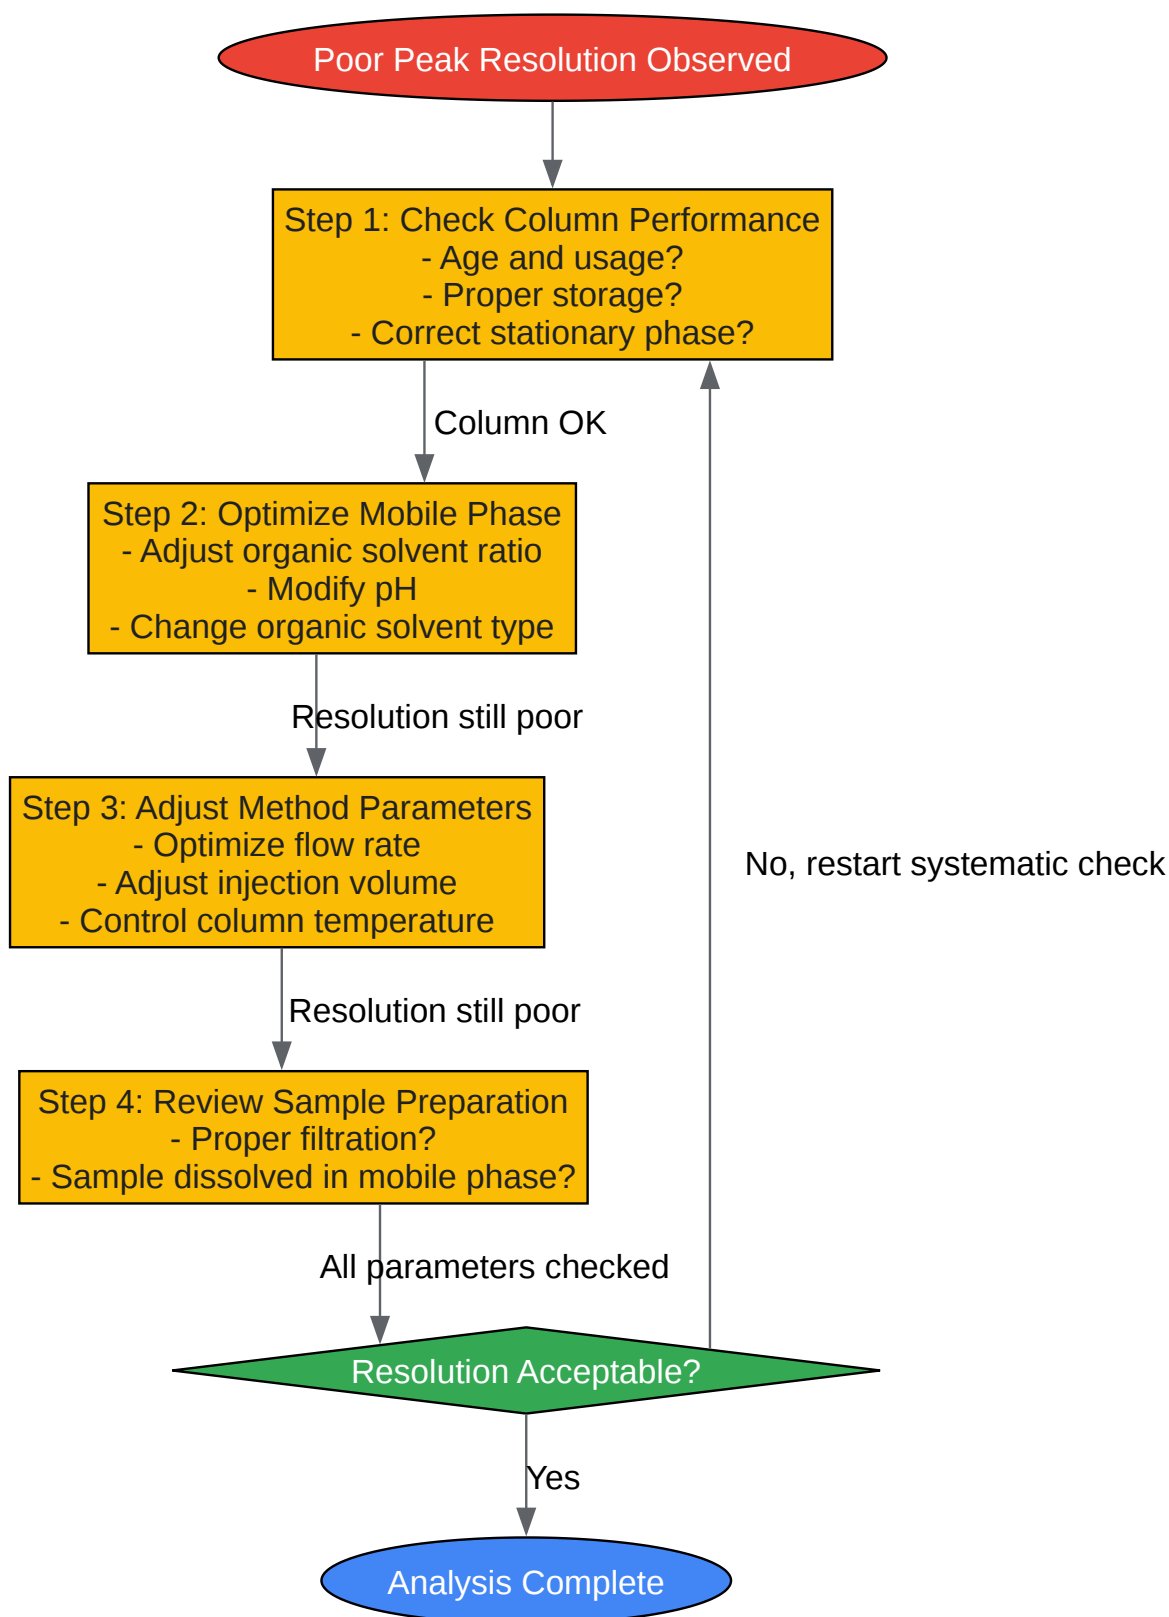 Poor Peak Resolution Observed
Step 1: Check Column Performance
- Age and usage?
- Proper storage?
- Correct stationary phase?
Column OK
Step 2: Optimize Mobile Phase
- Adjust organic solvent ratio
- Modify pH
- Change organic solvent type
Resolution still poor
Step 3: Adjust Method Parameters
- Optimize flow rate
- Adjust injection volume
- Control column temperature
No, restart systematic check
Resolution still poor
Step 4: Review Sample Preparation
- Proper filtration?
- Sample dissolved in mobile phase?
All parameters checked
Resolution Acceptable?
Yes
Analysis Complete